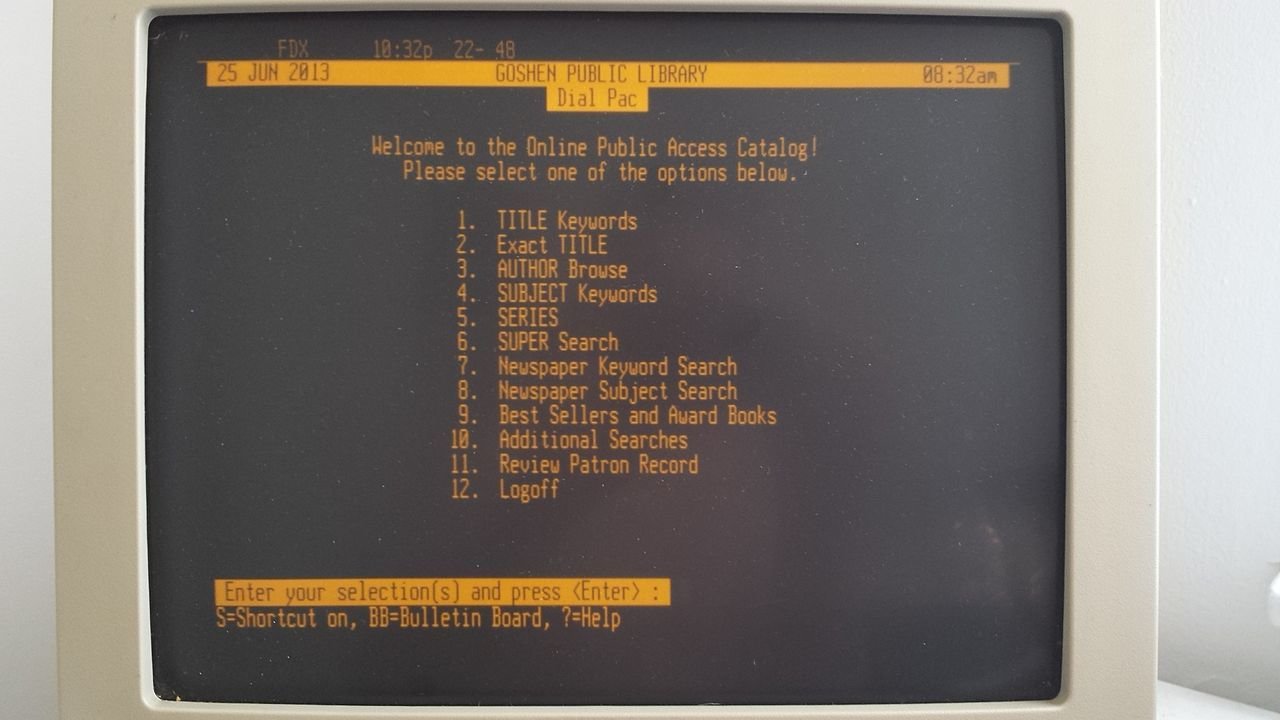 FDX 10:32p 22- 48
25 JUN 2013 GOSHEN PUBLIC LIBRARY 08:32am
Dial Pac
Welcome to the Online Public Access Catalog!
Please select one of the options below.
1. TITLE Keywords
2. Exact TITLE
3. AUTHOR Browse
4. SUBJECT Keywords
5. SERIES
6. SUPER Search
7. Newspaper Keyword Search
8. Newspaper Subject Search
9. Best Sellers and Award Books
10. Additional Searches
11. Review Patron Record
12. Logoff
Enter your selection(s) and press <Enter> :
S=Shortcut on, BB=Bulletin Board, ?=Help